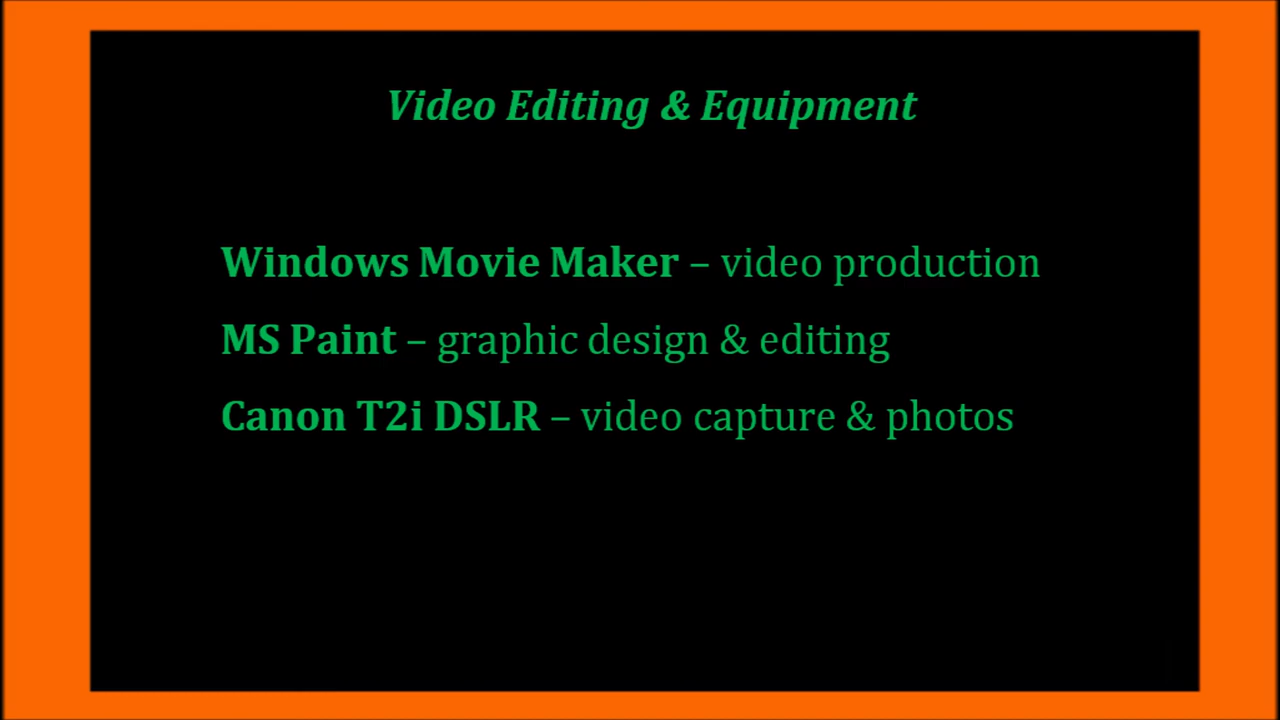 Video Editing & Equipment
Windows Movie Maker – video production
MS Paint – graphic design & editing
Canon T2i DSLR – video capture & photos